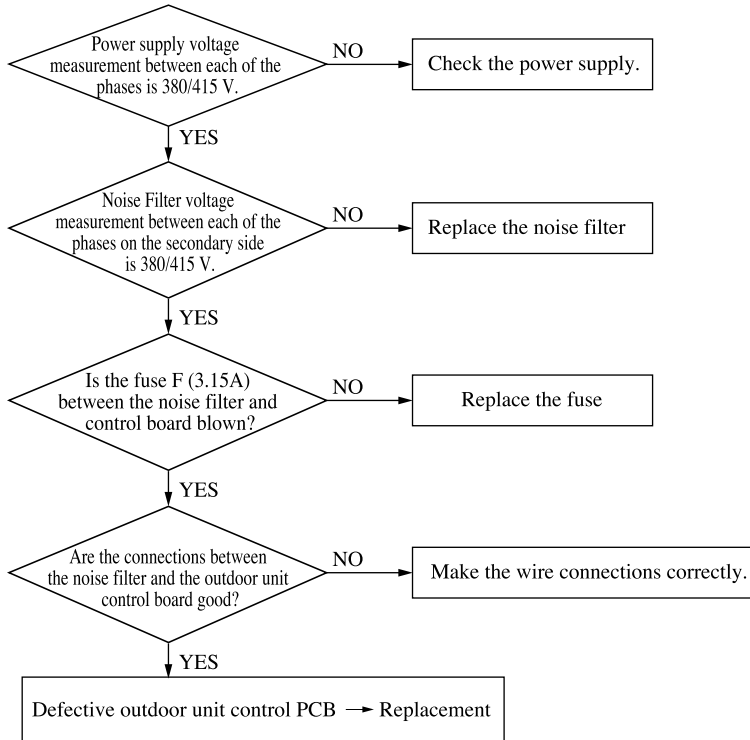 Power supply voltage
measurement between each of the
phases is 380/415 V.
NO
Check the power supply.
YES
Noise Filter voltage
measurement between each of the
phases on the secondary side
is 380/415 V.
NO
Replace the noise filter
YES
Is the fuse F (3.15A)
between the noise filter and
control board blown?
NO
Replace the fuse
YES
Are the connections between
the noise filter and the outdoor unit
control board good?
NO
Make the wire connections correctly.
YES
Defective outdoor unit control PCB → Replacement